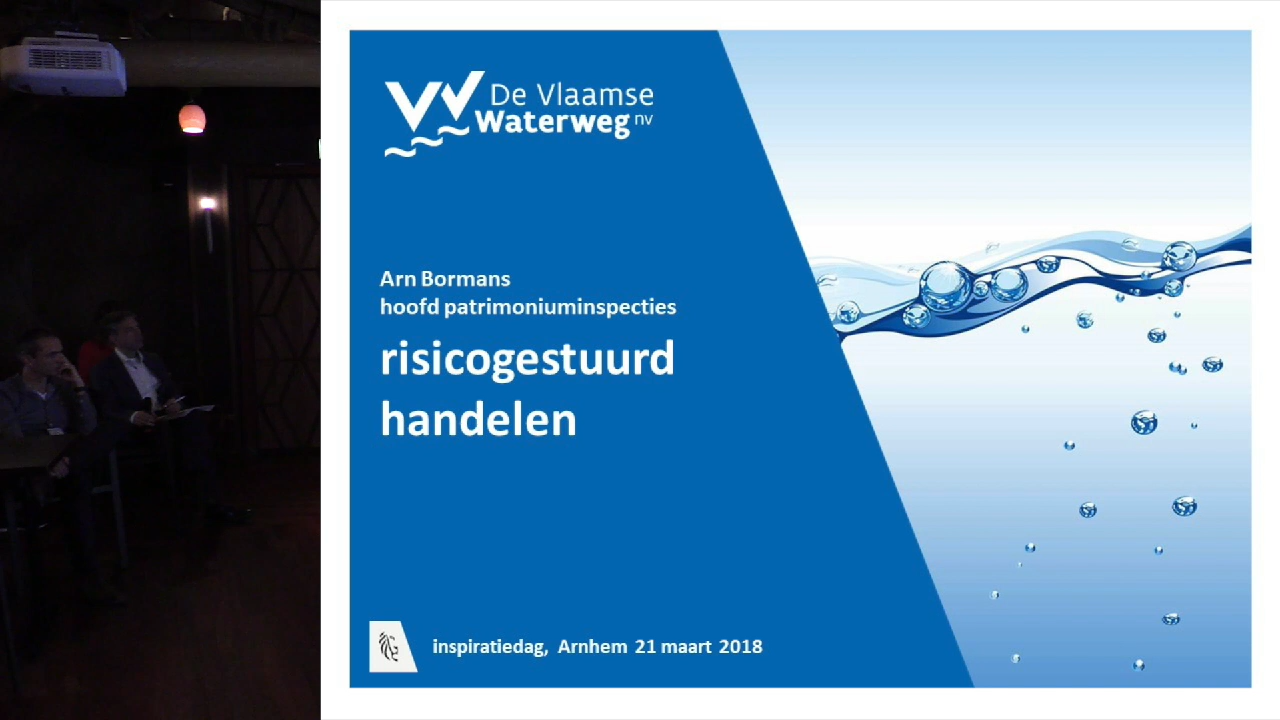 De Vlaamse
Waterweg nv
Arn Bormans
hoofd patrimoniuminspecties
risicogestuurd
handelen
inspiratiedag, Arnhem 21 maart 2018